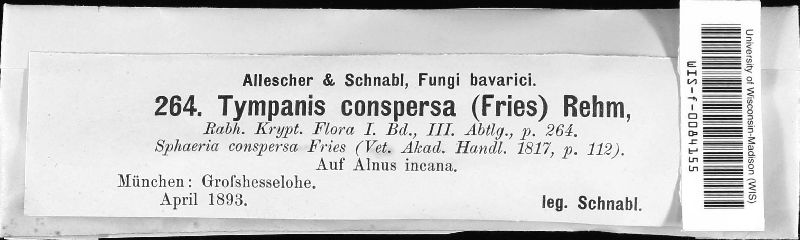 Allescher & Schnabl, Fungi bavarici.
264. Tympanis conspersa (Fries) Rehm,
Rabh. Krypt. Flora I. Bd., III. Abtlg., p. 264.
Sphaeria conspersa Fries (Vet. Akad. Handl. 1817, p. 112).
Auf Alnus incana.
München: Großhesselohe.
April 1893.
leg. Schnabl.
University of Wisconsin-Madison (WIS)
WIS-f-0084155